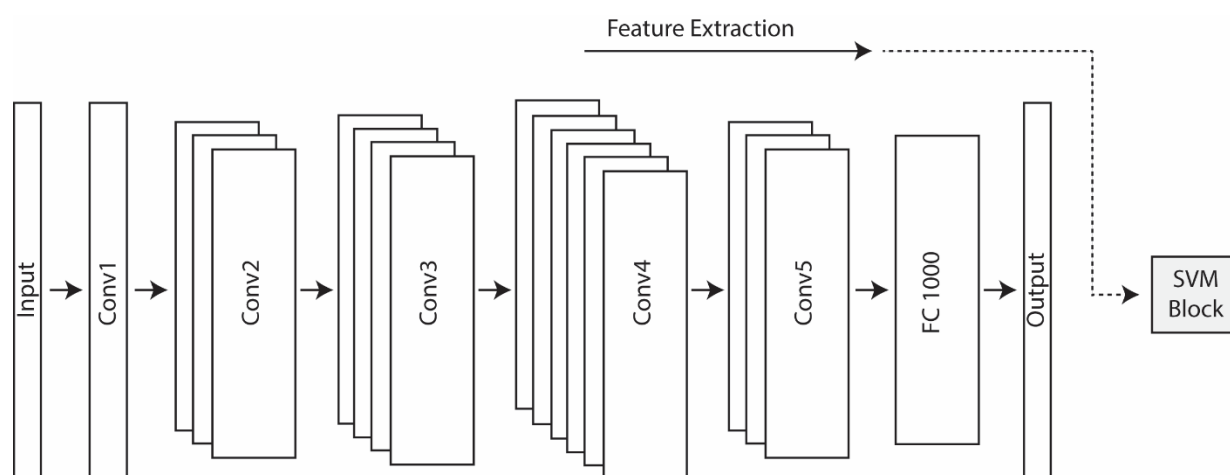 Feature Extraction
Input
Conv1
Conv2
Conv3
Conv4
Conv5
FC 1000
Output
SVM
Block